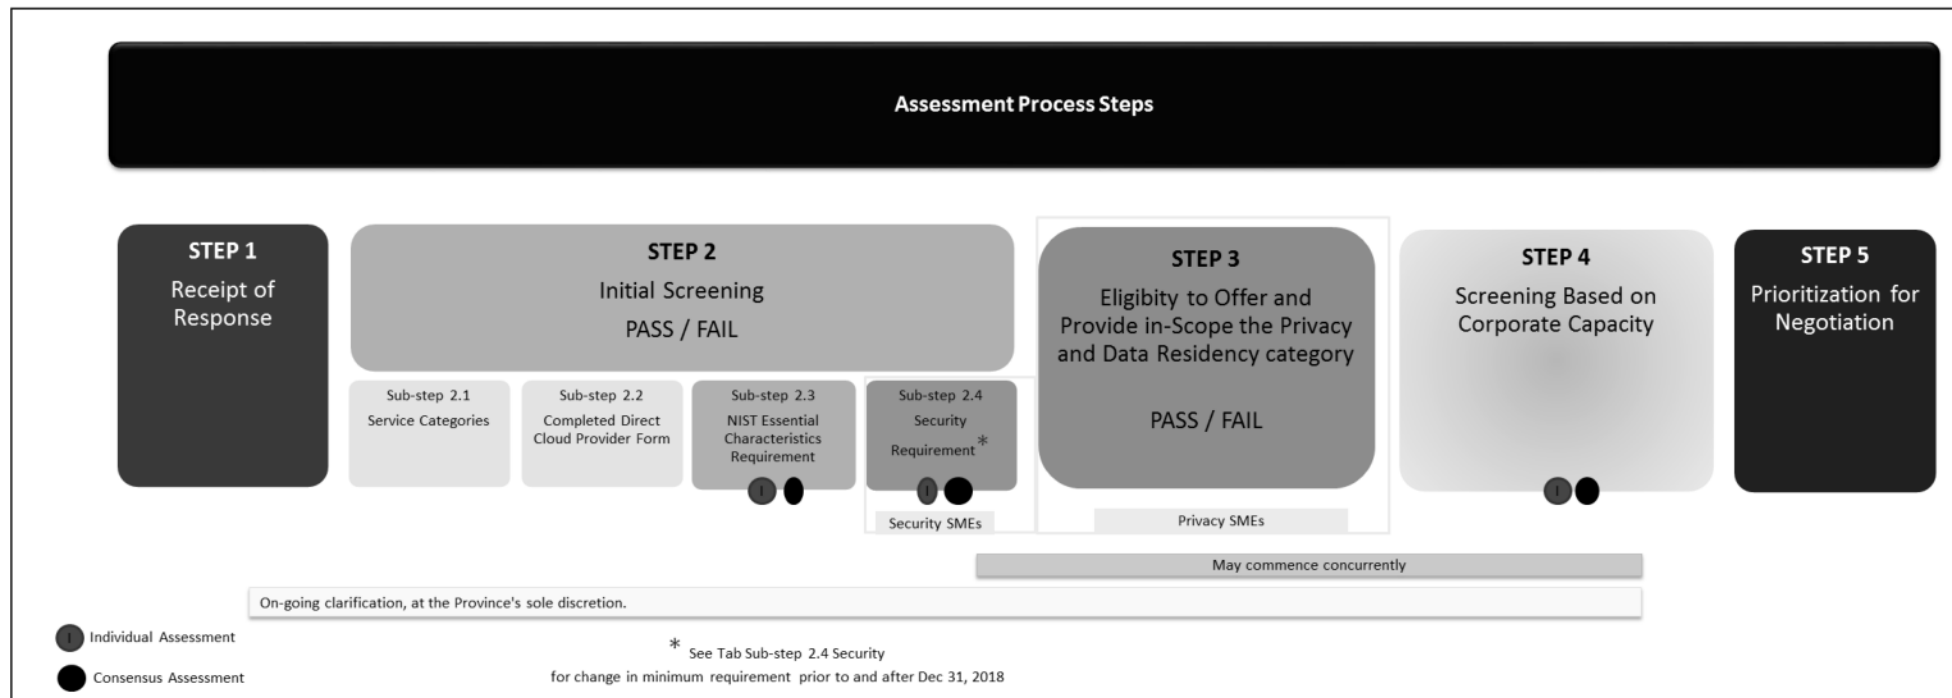 Assessment Process Steps
STEP 1
Receipt of
Response
STEP 2
Initial Screening
PASS / FAIL
Sub-step 2.1
Service Categories
Sub-step 2.2
Completed Direct
Cloud Provider Form
Sub-step 2.3
NIST Essential
Characteristics
Requirement
I
Sub-step 2.4
Security
Requirement *
I
Security SMEs
STEP 3
Eligibity to Offer and
Provide in-Scope the Privacy
and Data Residency category
PASS / FAIL
Privacy SMEs
STEP 4
Screening Based on
Corporate Capacity
I
STEP 5
Prioritization for
Negotiation
May commence concurrently
On-going clarification, at the Province's sole discretion.
I Individual Assessment
Consensus Assessment
* See Tab Sub-step 2.4 Security
for change in minimum requirement prior to and after Dec 31, 2018